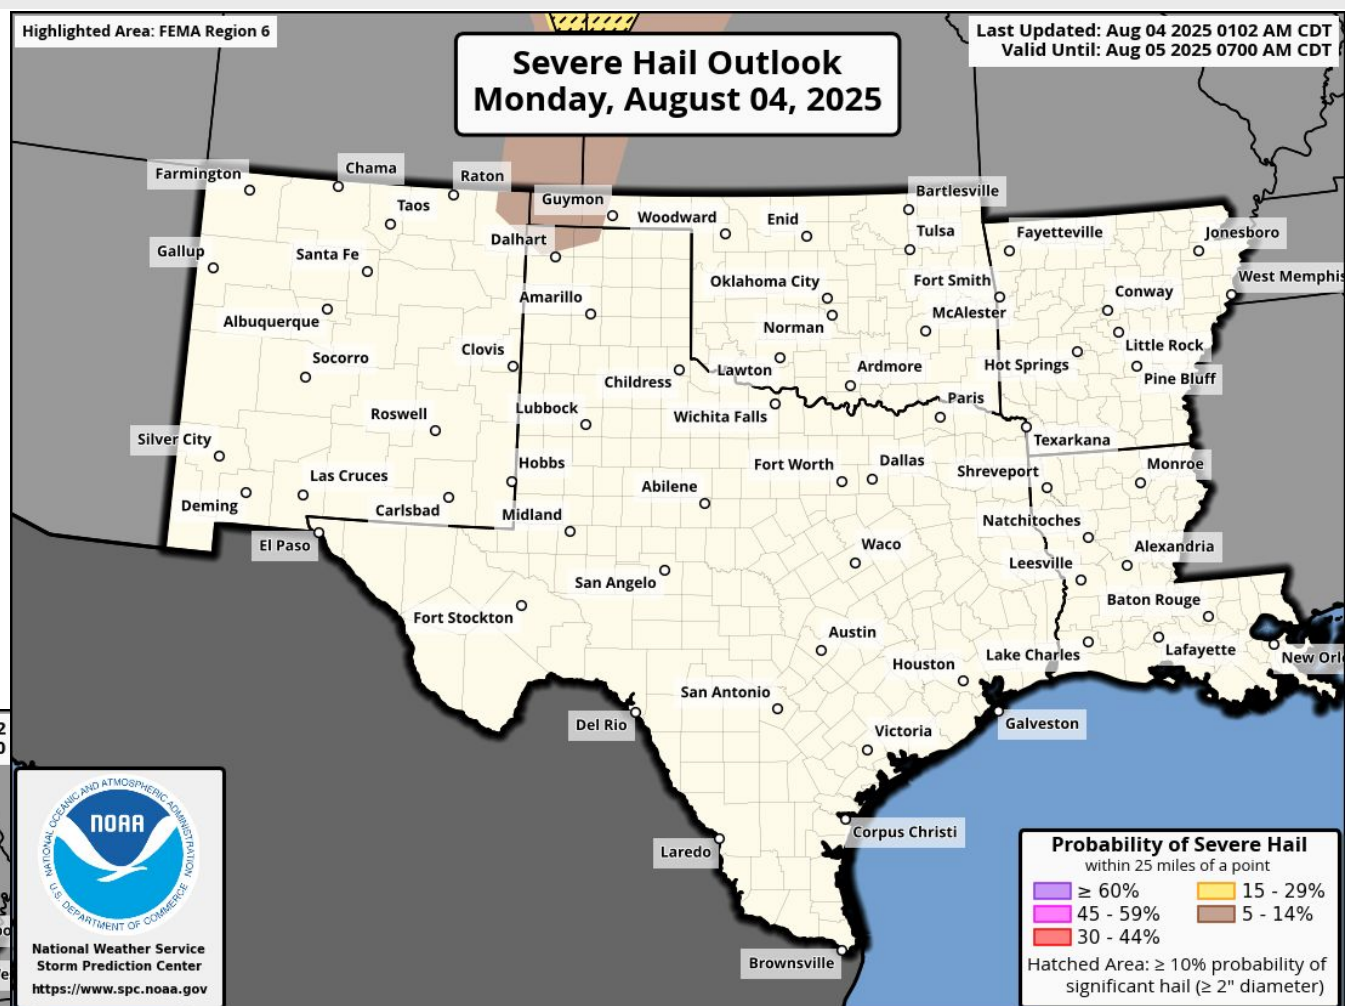 Highlighted Area: FEMA Region 6
Last Updated: Aug 04 2025 0102 AM CDT
Valid Until: Aug 05 2025 0700 AM CDT
Severe Hail Outlook
Monday, August 04, 2025
Farmington
Chama
Raton
Guymon
Bartlesville
Taos
Woodward
Enid
Tulsa
Fayetteville
Jonesboro
Gallup
Santa Fe
Dalhart
Oklahoma City
Fort Smith
West Memphis
Amarillo
Conway
Albuquerque
Norman
McAlester
Socorro
Clovis
Little Rock
Childress
Lawton
Ardmore
Hot Springs
Pine Bluff
Roswell
Lubbock
Wichita Falls
Paris
Silver City
Texarkana
Las Cruces
Hobbs
Fort Worth
Dallas
Shreveport
Monroe
Deming
Carlsbad
Midland
Abilene
Natchitoches
El Paso
Waco
Alexandria
San Angelo
Leesville
Fort Stockton
Baton Rouge
Austin
Houston
Lake Charles
Lafayette
New Orl
San Antonio
Del Rio
Victoria
Galveston
Laredo
Corpus Christi
Brownsville
2
0
NATIONAL OCEANIC AND ATMOSPHERIC ADMINISTRATION
NOAA
U.S. DEPARTMENT OF COMMERCE
National Weather Service
Storm Prediction Center
https://www.spc.noaa.gov
Probability of Severe Hail
within 25 miles of a point
≥ 60%
15 - 29%
45 - 59%
5 - 14%
30 - 44%
Hatched Area: ≥ 10% probability of
significant hail (≥ 2" diameter)